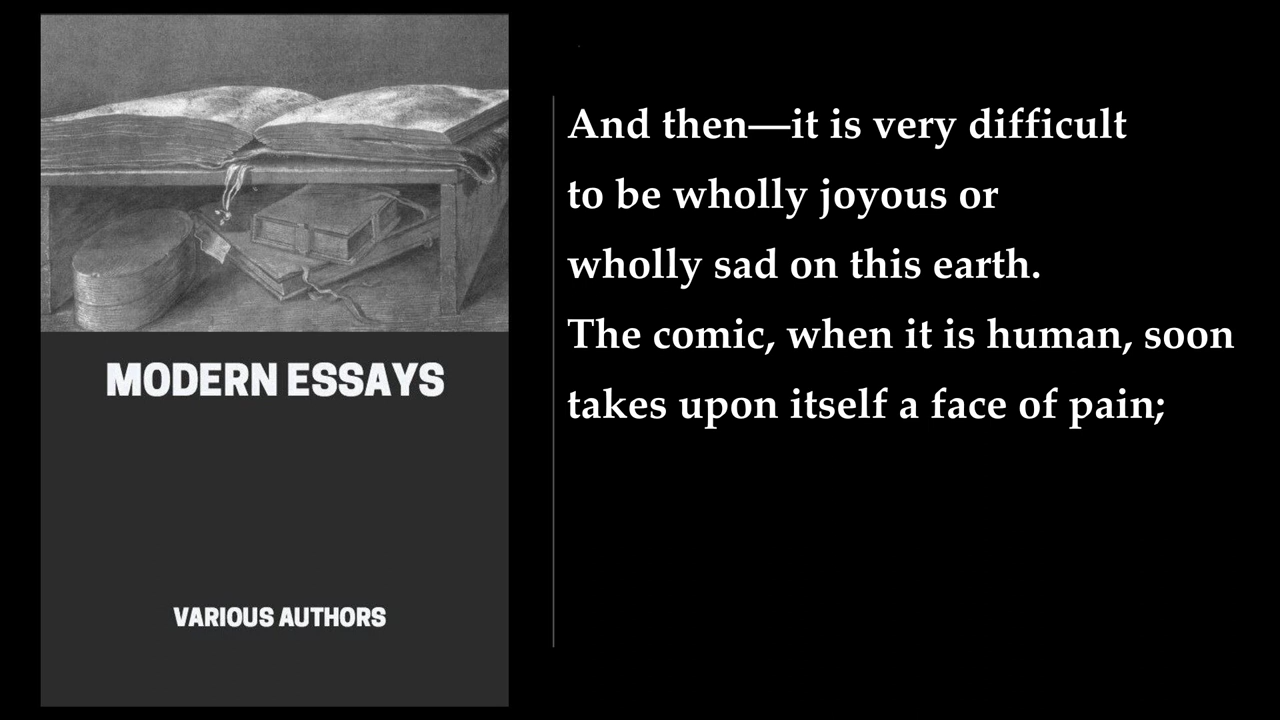 MODERN ESSAYS
VARIOUS AUTHORS
And then—it is very difficult
to be wholly joyous or
wholly sad on this earth.
The comic, when it is human, soon
takes upon itself a face of pain;